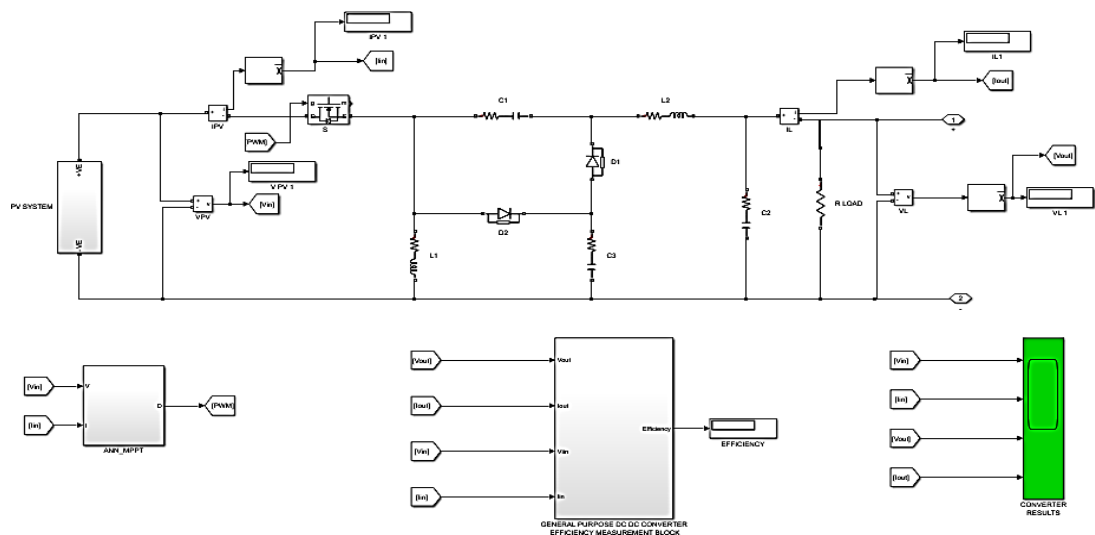 IPV 1
[Iin]
IPV
[PWM]
S
C1
L2
IL
IL1
[Iout]
1
+
PV SYSTEM
+VE
-VE
V PV 1
[Vin]
VPV
D1
D2
L1
C3
C2
R LOAD
VL
[Vout]
VL 1
2
-
[Vin]
[Iin]
V
I
D
ANN_MPPT
[PWM]
[Vout]
[Iout]
[Vin]
[Iin]
Vout
Iout
Viin
Iin
Efficiency
EFFICIENCY
GENERAL PURPOSE DC DC CONVERTER
EFFICIENCY MEASUREMENT BLOCK
[Vin]
[Iin]
[Vout]
[Iout]
CONVERTER
RESULTS